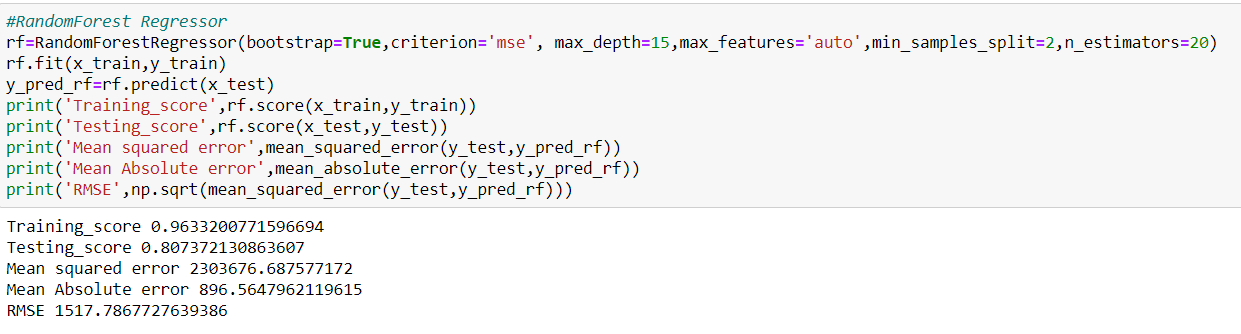 #RandomForest Regressor
rf=RandomForestRegressor(bootstrap=True,criterion='mse', max_depth=15,max_features='auto',min_samples_split=2,n_estimators=20)
rf.fit(x_train,y_train)
y_pred_rf=rf.predict(x_test)
print('Training_score',rf.score(x_train,y_train))
print('Testing_score',rf.score(x_test,y_test))
print('Mean squared error',mean_squared_error(y_test,y_pred_rf))
print('Mean Absolute error',mean_absolute_error(y_test,y_pred_rf))
print('RMSE',np.sqrt(mean_squared_error(y_test,y_pred_rf)))
Training_score 0.9633200771596694
Testing_score 0.807372130863607
Mean squared error 2303676.687577172
Mean Absolute error 896.5647962119615
RMSE 1517.7867727639386